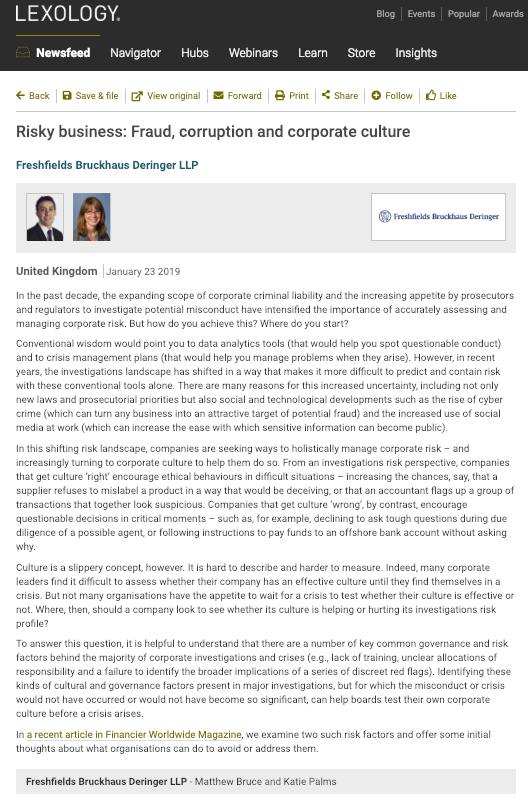 LEXOLOGY.
Blog Events Popular Awards
Newsfeed Navigator Hubs Webinars Learn Store Insights
Back Save & file View original Forward Print Share Follow Like
Risky business: Fraud, corruption and corporate culture
Freshfields Bruckhaus Deringer LLP
Freshfields Bruckhaus Deringer
United Kingdom January 23 2019
In the past decade, the expanding scope of corporate criminal liability and the increasing appetite by prosecutors
and regulators to investigate potential misconduct have intensified the importance of accurately assessing and
managing corporate risk. But how do you achieve this? Where do you start?
Conventional wisdom would point you to data analytics tools (that would help you spot questionable conduct)
and to crisis management plans (that would help you manage problems when they arise). However, in recent
years, the investigations landscape has shifted in a way that makes it more difficult to predict and contain risk
with these conventional tools alone. There are many reasons for this increased uncertainty, including not only
new laws and prosecutorial priorities but also social and technological developments such as the rise of cyber
crime (which can turn any business into an attractive target of potential fraud) and the increased use of social
media at work (which can increase the ease with which sensitive information can become public).
In this shifting risk landscape, companies are seeking ways to holistically manage corporate risk – and
increasingly turning to corporate culture to help them do so. From an investigations risk perspective, companies
that get culture ‘right’ encourage ethical behaviours in difficult situations – increasing the chances, say, that a
supplier refuses to mislabel a product in a way that would be deceiving, or that an accountant flags up a group of
transactions that together look suspicious. Companies that get culture ‘wrong’, by contrast, encourage
questionable decisions in critical moments – such as, for example, declining to ask tough questions during due
diligence of a possible agent, or following instructions to pay funds to an offshore bank account without asking
why.
Culture is a slippery concept, however. It is hard to describe and harder to measure. Indeed, many corporate
leaders find it difficult to assess whether their company has an effective culture until they find themselves in a
crisis. But not many organisations have the appetite to wait for a crisis to test whether their culture is effective or
not. Where, then, should a company look to see whether its culture is helping or hurting its investigations risk
profile?
To answer this question, it is helpful to understand that there are a number of key common governance and risk
factors behind the majority of corporate investigations and crises (e.g., lack of training, unclear allocations of
responsibility and a failure to identify the broader implications of a series of discreet red flags). Identifying these
kinds of cultural and governance factors present in major investigations, but for which the misconduct or crisis
would not have occurred or would not have become so significant, can help boards test their own corporate
culture before a crisis arises.
In a recent article in Financier Worldwide Magazine, we examine two such risk factors and offer some initial
thoughts about what organisations can do to avoid or address them.
Freshfields Bruckhaus Deringer LLP - Matthew Bruce and Katie Palms